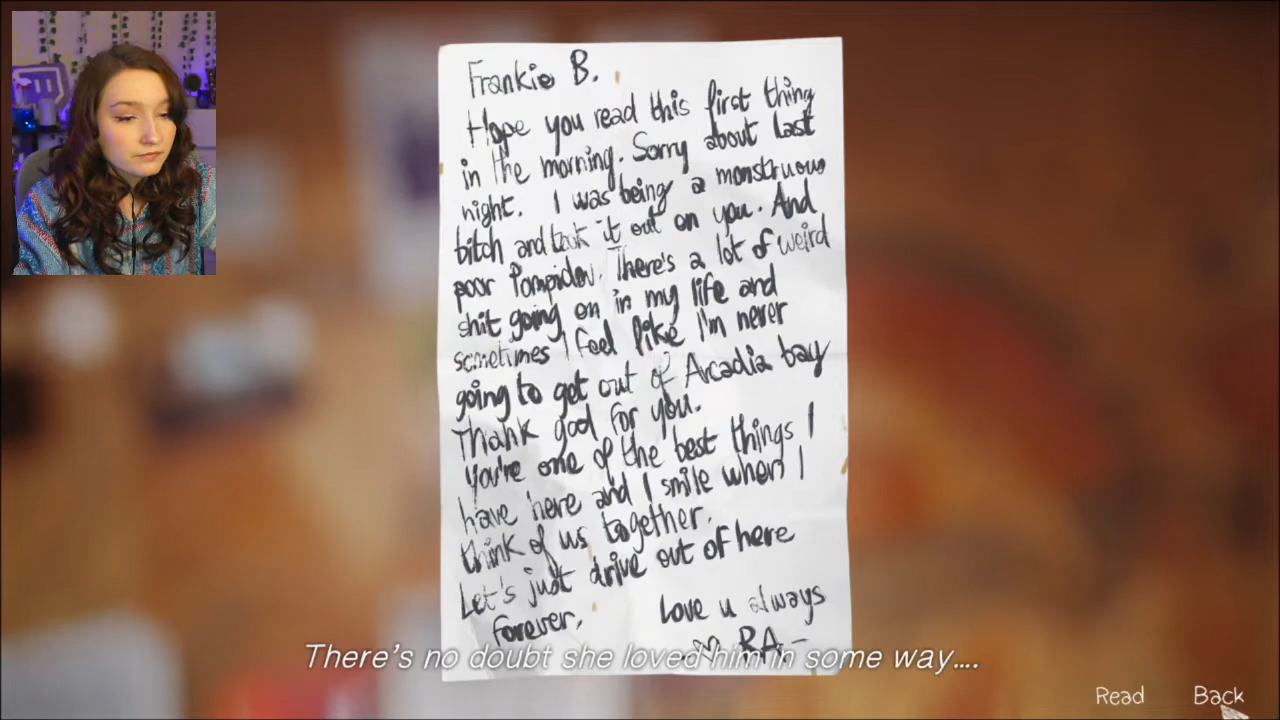 Frankie B.
Hope you read this first thing
in the morning. Sorry about last
night. I was being a monstruous
bitch and took it out on you. And
poor Pompidou. There's a lot of weird
shit going on in my life and
sometimes I feel like I'm never
going to get out of Arcadia bay
Thank god for you.
You're one of the best things I
have here and I smile when I
think of us together.
Let's just drive out of here
forever.
Love u always
RA -
There's no doubt she loved him in some way....
Read Back